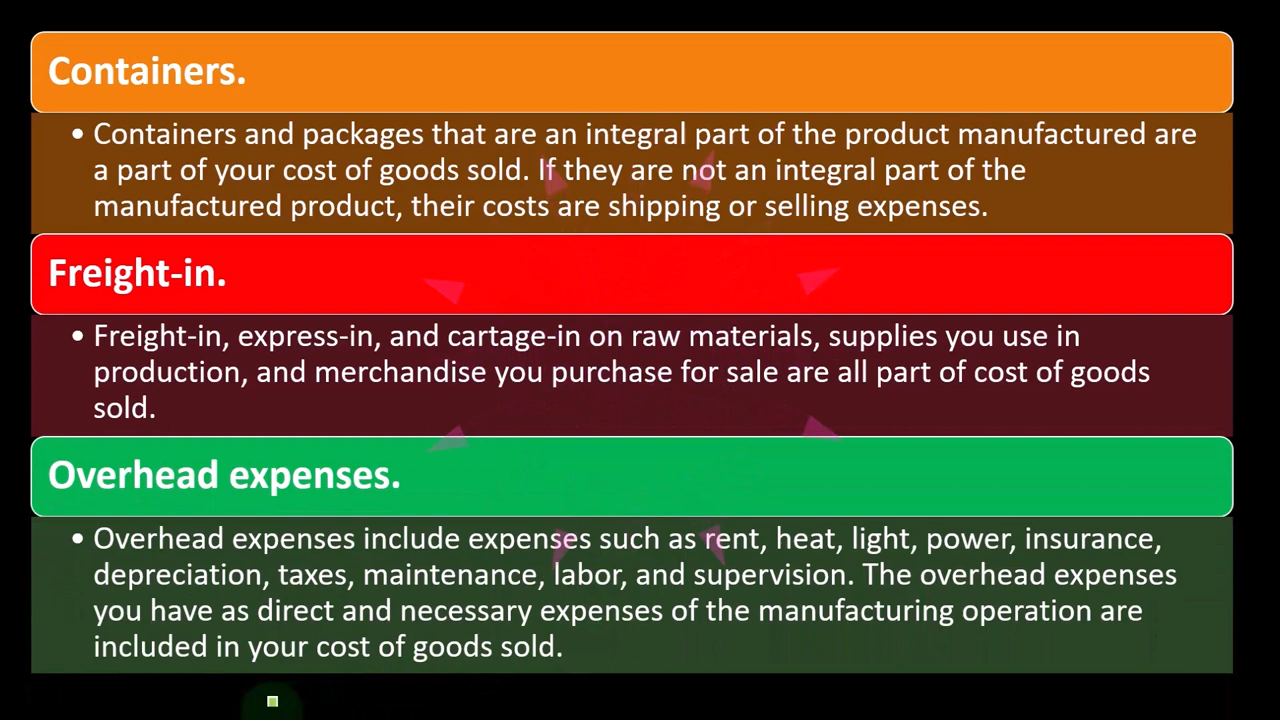 Containers.
• Containers and packages that are an integral part of the product manufactured are
a part of your cost of goods sold. If they are not an integral part of the
manufactured product, their costs are shipping or selling expenses.
Freight-in.
• Freight-in, express-in, and cartage-in on raw materials, supplies you use in
production, and merchandise you purchase for sale are all part of cost of goods
sold.
Overhead expenses.
• Overhead expenses include expenses such as rent, heat, light, power, insurance,
depreciation, taxes, maintenance, labor, and supervision. The overhead expenses
you have as direct and necessary expenses of the manufacturing operation are
included in your cost of goods sold.